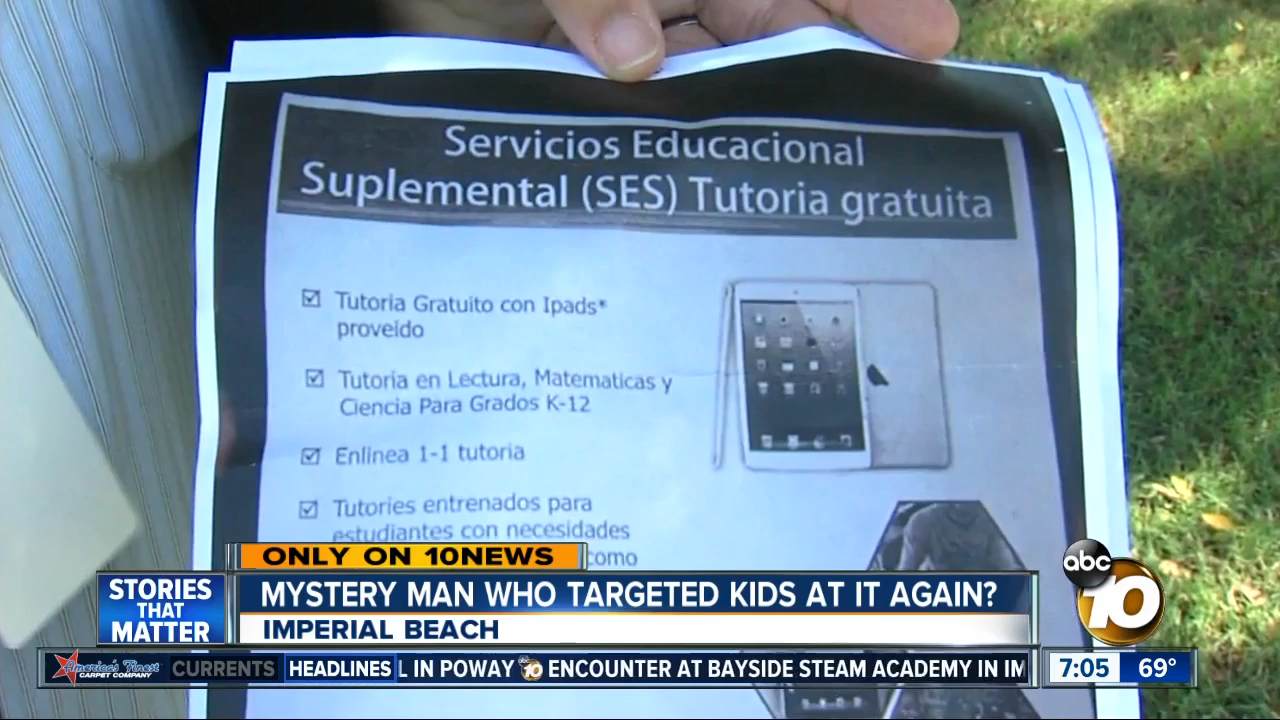 Servicios Educacional
Suplemental (SES) Tutoria gratuita
Tutoria Gratuito con Ipads*
proveido
Tutoria en Lectura, Matematicas y
Ciencia Para Grados K-12
Enlinea 1-1 tutoria
Tutories entrenados para
estudiantes con necesidades
como
ONLY ON 10NEWS
STORIES
THAT
MATTER
MYSTERY MAN WHO TARGETED KIDS AT IT AGAIN?
IMPERIAL BEACH
abc
10
America's Finest
CARPET COMPANY
CURRENTS
HEADLINES
L IN POWAY
10
ENCOUNTER AT BAYSIDE STEAM ACADEMY IN IM
7:05
69°